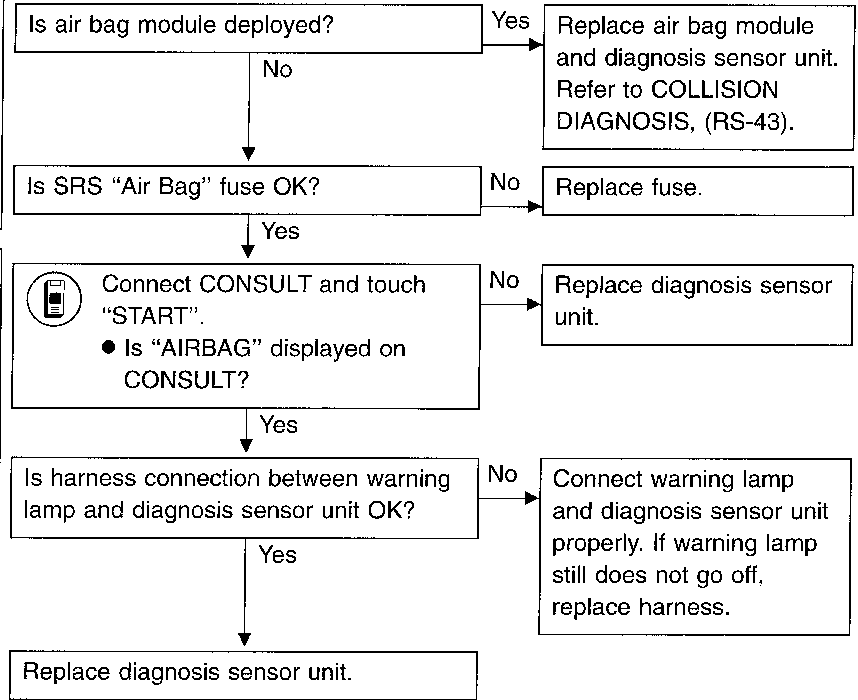 Is air bag module deployed?
Yes
Replace air bag module
and diagnosis sensor unit.
Refer to COLLISION
DIAGNOSIS, (RS-43).
No
Is SRS “Air Bag” fuse OK?
No
Replace fuse.
Yes
Connect CONSULT and touch
“START”.
● Is “AIRBAG” displayed on
CONSULT?
No
Replace diagnosis sensor
unit.
Yes
Is harness connection between warning
lamp and diagnosis sensor unit OK?
No
Connect warning lamp
and diagnosis sensor unit
properly. If warning lamp
still does not go off,
replace harness.
Yes
Replace diagnosis sensor unit.